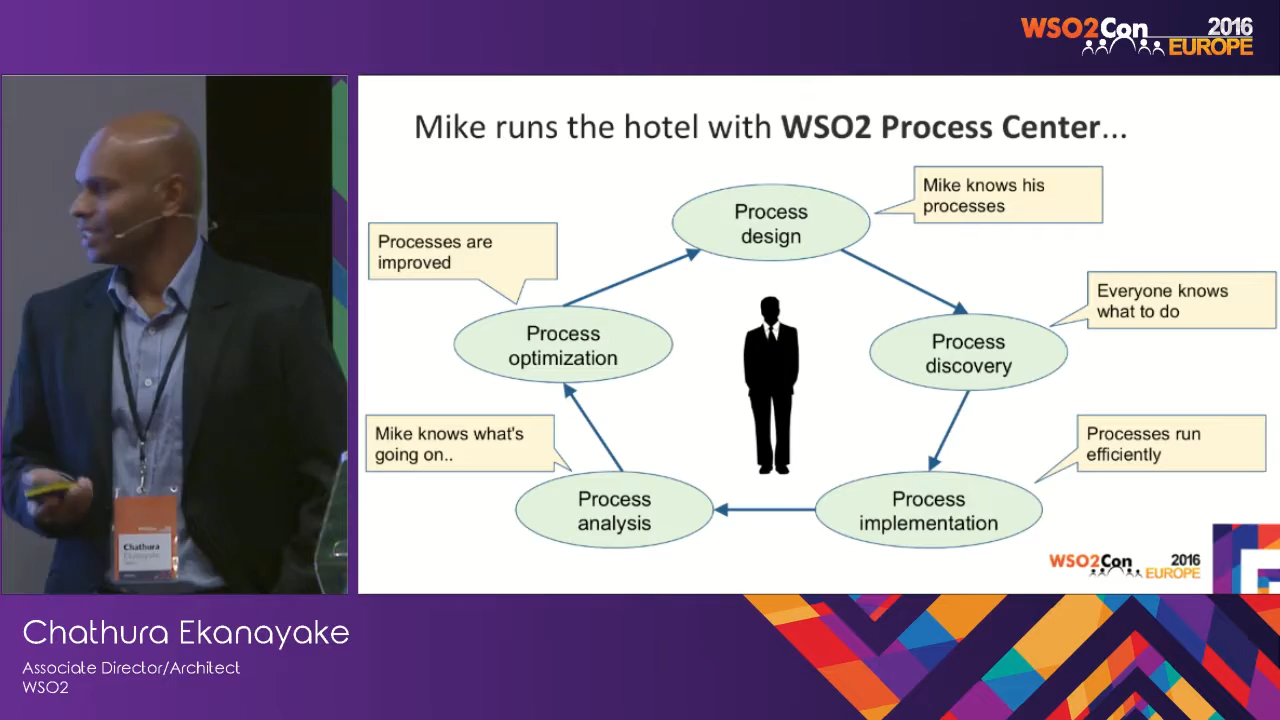 WSO2Con 2016
EUROPE
Mike runs the hotel with WSO2 Process Center...
Mike knows his
processes
Process
design
Processes are
improved
Everyone knows
what to do
Process
optimization
Process
discovery
Mike knows what's
going on..
Processes run
efficiently
Process
analysis
Process
implementation
WSO2Con 2016
EUROPE
Chathura
Ekanayake
Chathura Ekanayake
Associate Director/Architect
WSO2